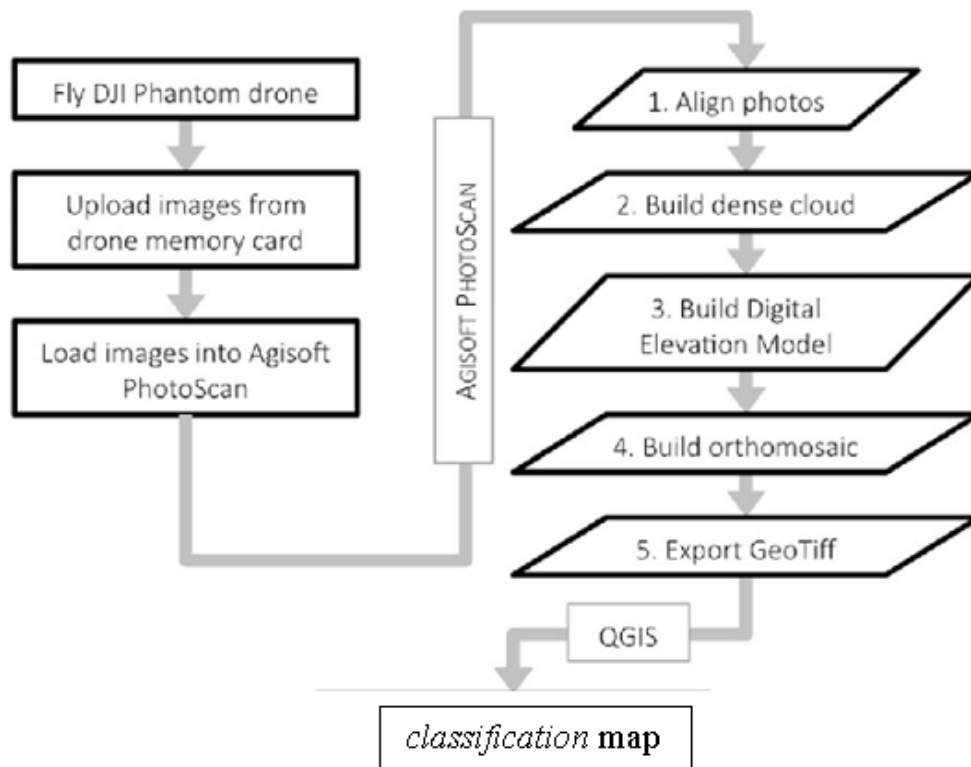 Fly DJI Phantom drone
Upload images from
drone memory card
Load images into Agisoft
PhotoScan
AGISOFT PHOTOSCAN
1. Align photos
2. Build dense cloud
3. Build Digital
Elevation Model
4. Build orthomosaic
5. Export GeoTiff
QGIS
classification map